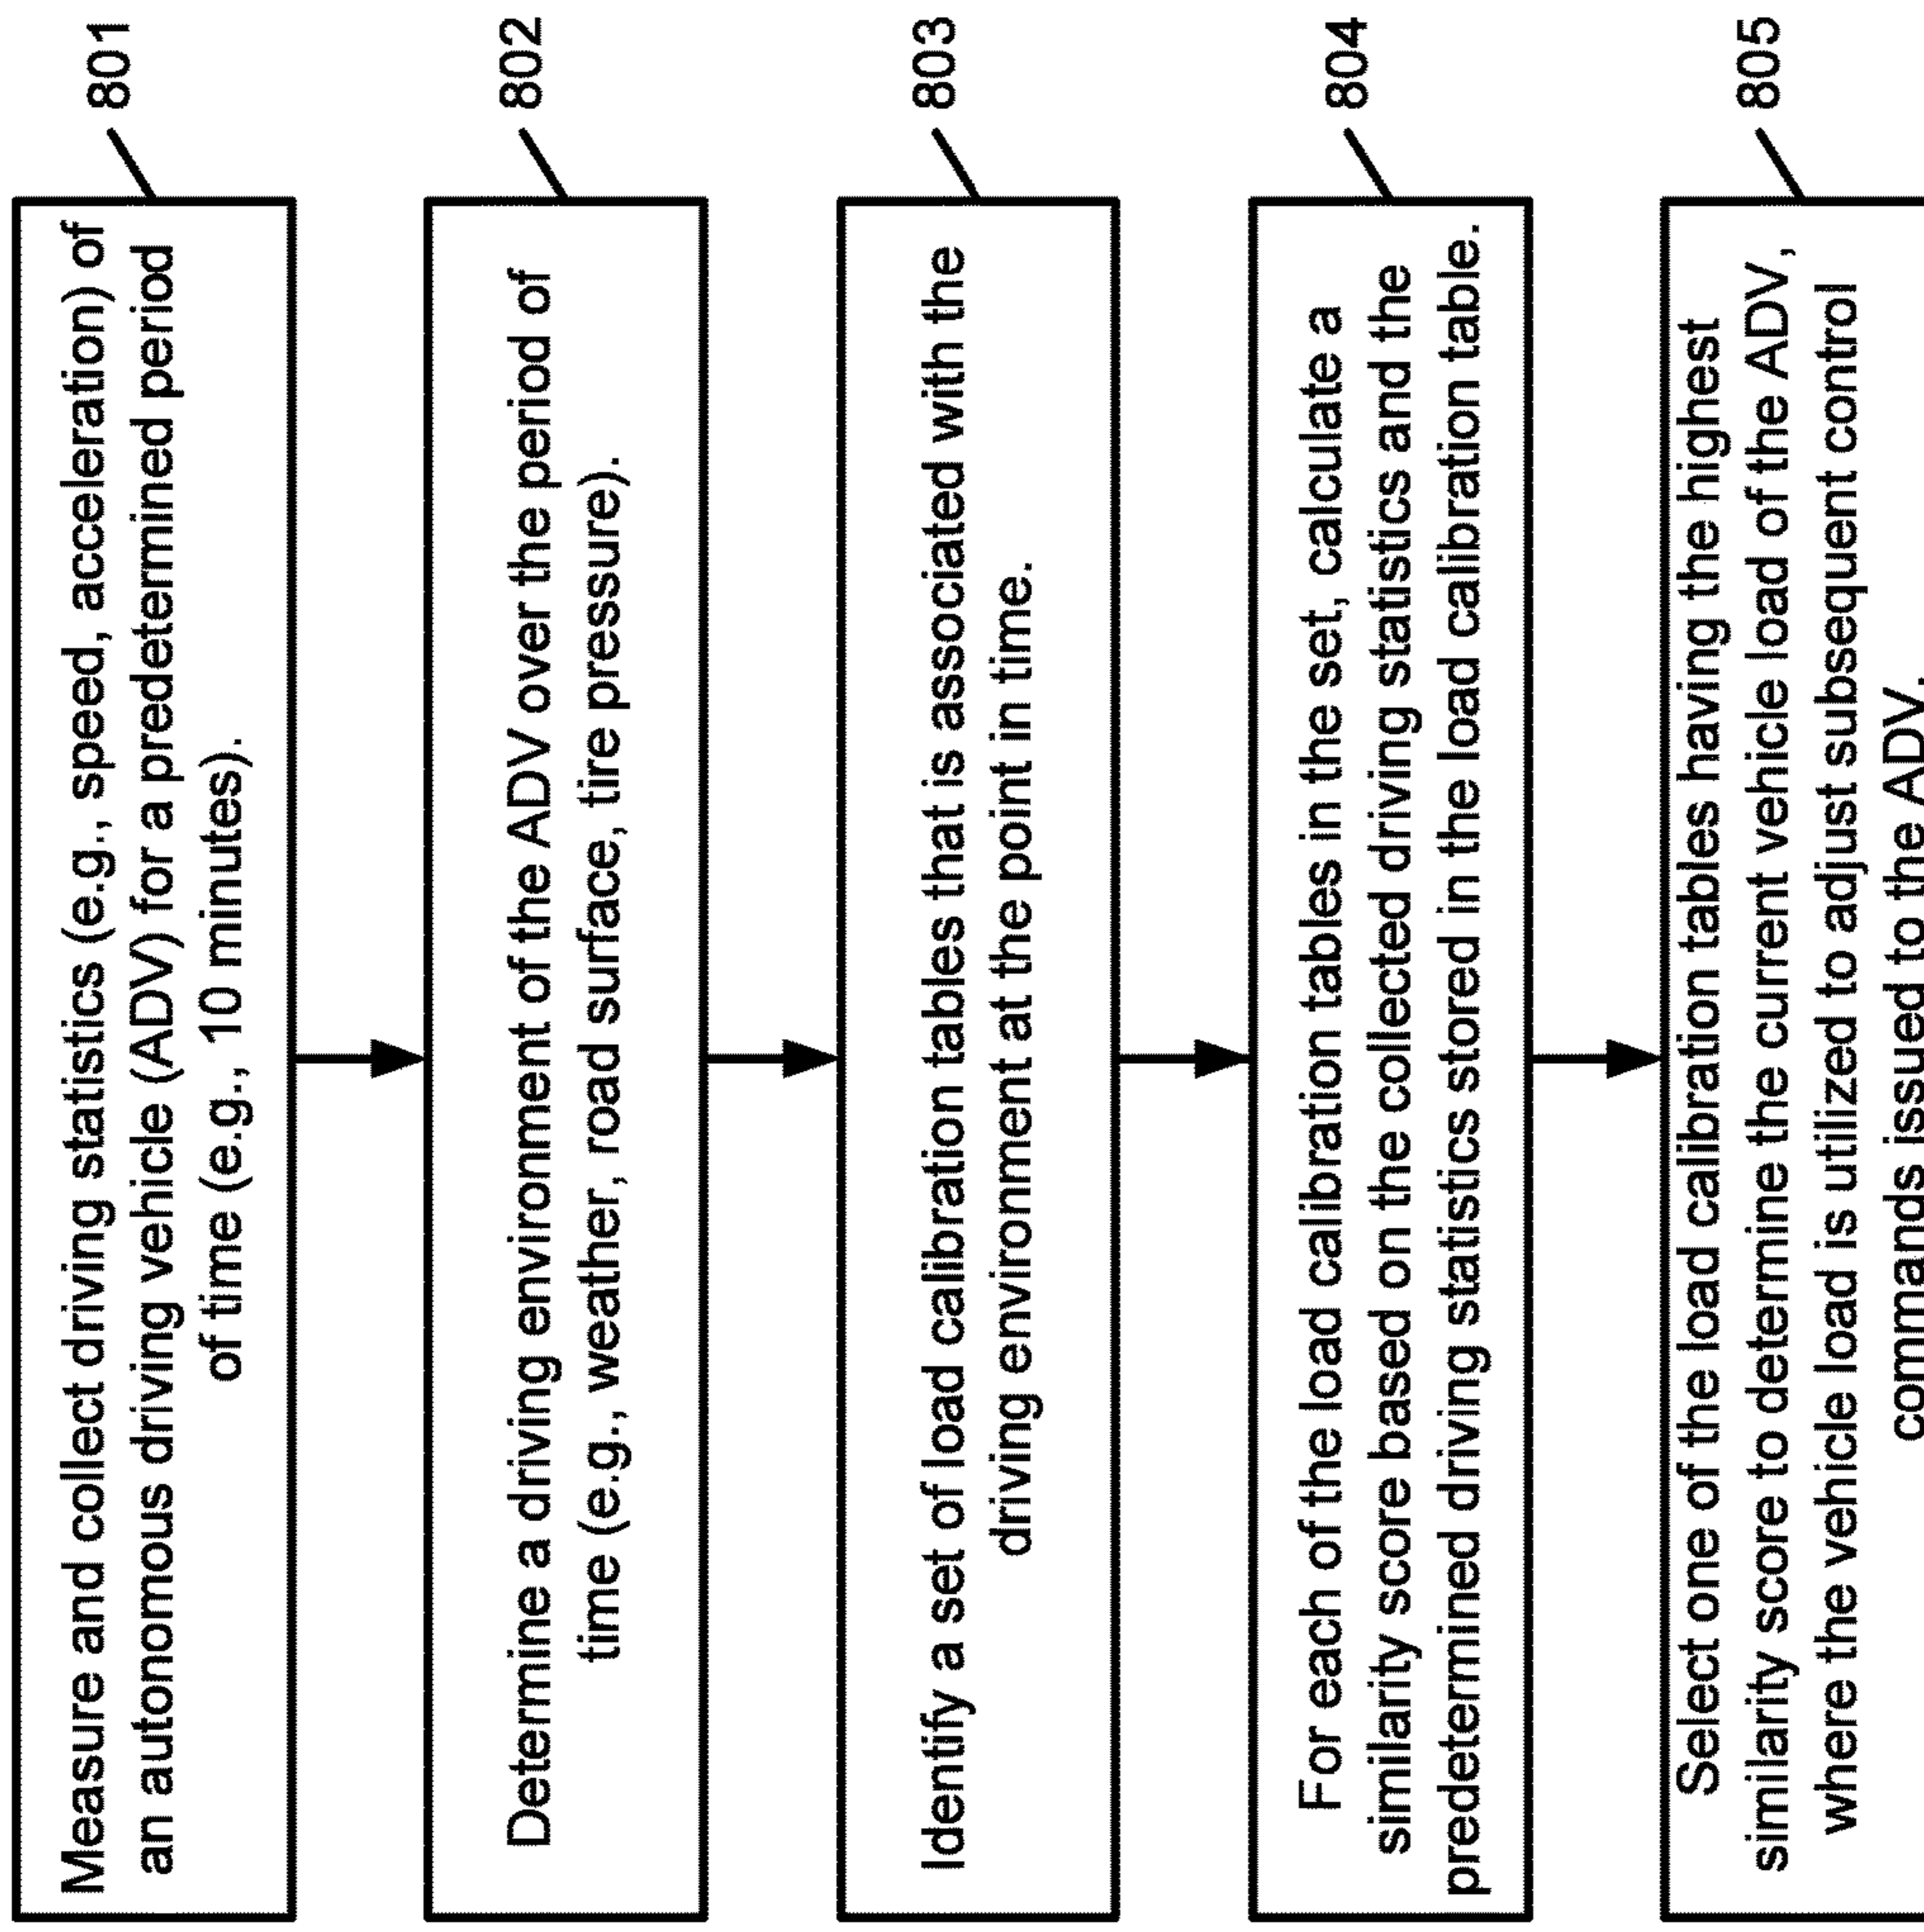 Measure and collect driving statistics (e.g., speed, acceleration) of
an autonomous driving vehicle (ADV) for a predetermined period
of time (e.g., 10 minutes).
801
Determine a driving environment of the ADV over the period of
time (e.g., weather, road surface, tire pressure).
802
Identify a set of load calibration tables that is associated with the
driving environment at the point in time.
803
For each of the load calibration tables in the set, calculate a
similarity score based on the collected driving statistics and the
predetermined driving statistics stored in the load calibration table.
804
Select one of the load calibration tables having the highest
similarity score to determine the current vehicle load of the ADV,
where the vehicle load is utilized to adjust subsequent control
commands issued to the ADV.
805